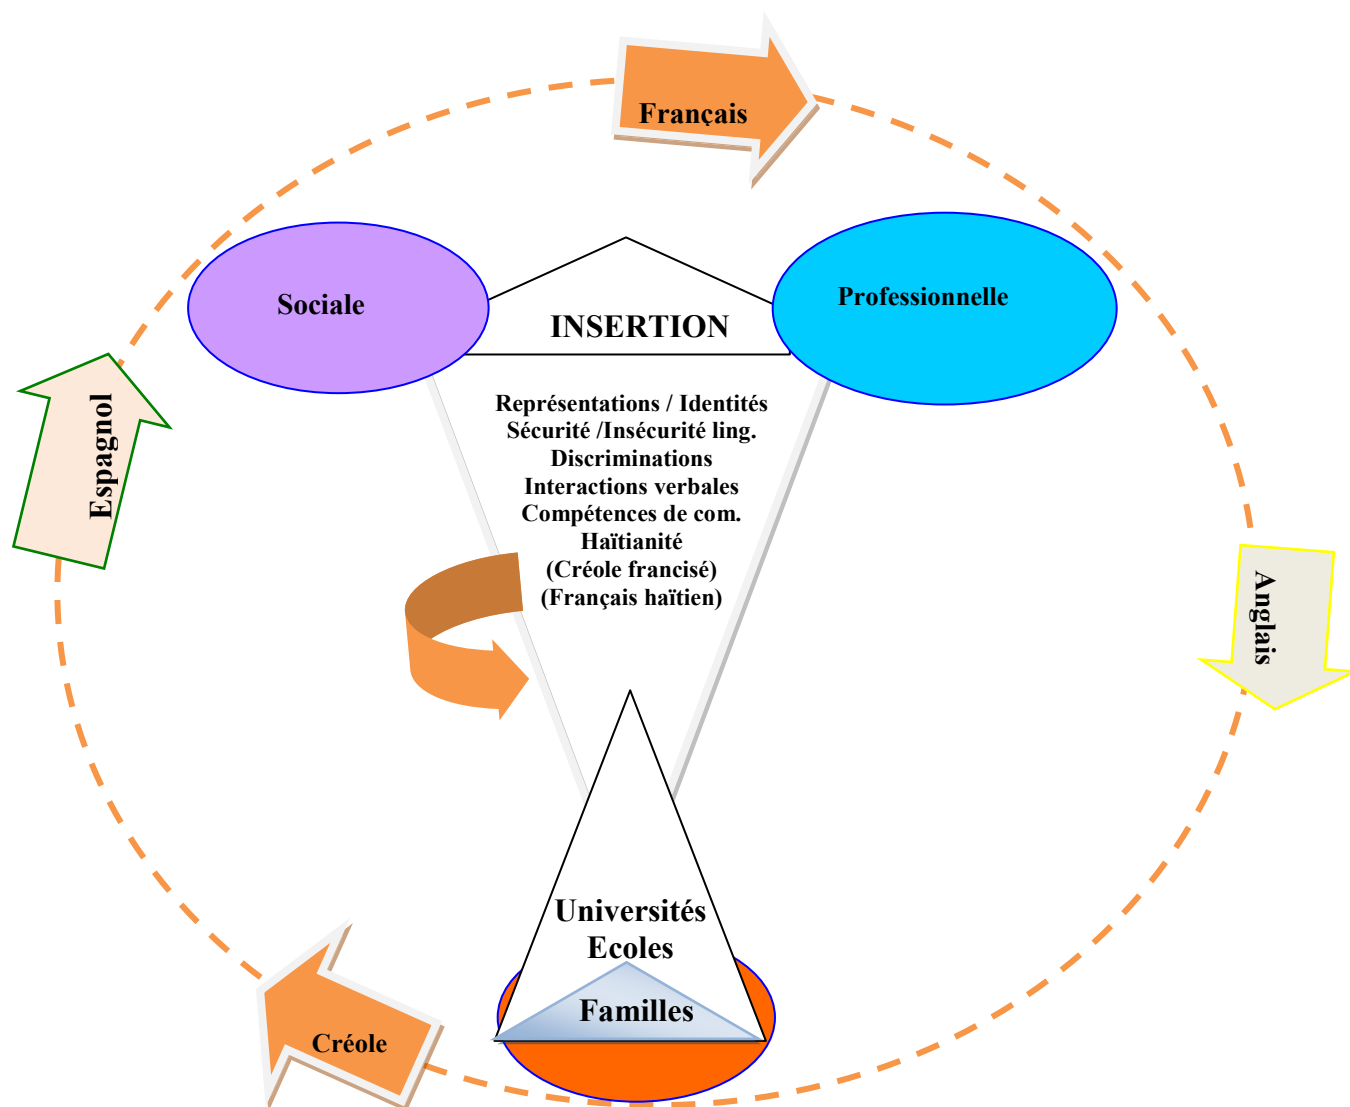 Français
Sociale
Professionnelle
INSERTION
Espagnol
Représentations / Identités
Sécurité /Insécurité ling.
Discriminations
Interactions verbales
Compétences de com.
Haïtianité
(Créole francisé)
(Français haïtien)
Anglais
Universités
Ecoles
Familles
Créole